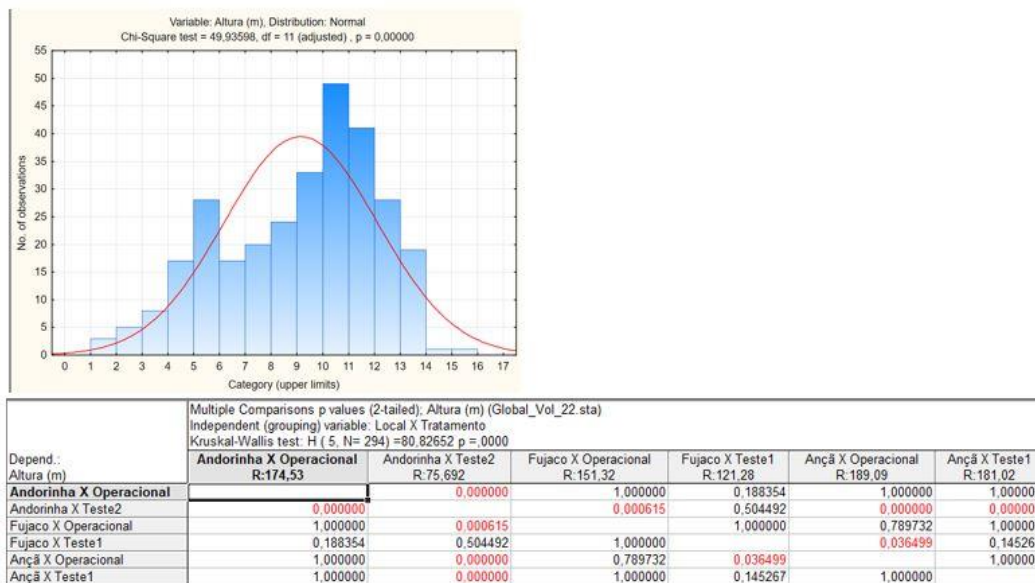 Variable: Altura (m), Distribution: Normal
Chi-Square test = 49,93598, df = 11 (adjusted) , p = 0,00000
55
50
45
40
35
30
25
20
15
10
5
0
No. of observations
0 1 2 3 4 5 6 7 8 9 10 11 12 13 14 15 16 17
Category (upper limits)
Multiple Comparisons p values (2-tailed); Altura (m) (Global_Vol_22.sta)
Independent (grouping) variable: Local X Tratamento
Kruskal-Wallis test: H ( 5, N= 294) =80,82652 p =,0000
Depend.: Andorinha X Operacional Andorinha X Teste2 Fujaco X Operacional Fujaco X Teste1 Ançã X Operacional Ançã X Teste1
Altura (m) R:174,53 R:75,692 R:151,32 R:121,28 R:189,09 R:181,02
Andorinha X Operacional 0,000000 1,000000 0,188354 1,000000 1,00000
Andorinha X Teste2 0,000000 0,000615 0,504492 0,000000 0,00000
Fujaco X Operacional 1,000000 0,000615 1,000000 0,789732 1,00000
Fujaco X Teste1 0,188354 0,504492 1,000000 0,036499 0,14526
Ançã X Operacional 1,000000 0,000000 0,789732 0,036499 1,00000
Ançã X Teste1 1,000000 0,000000 1,000000 0,145267 1,000000